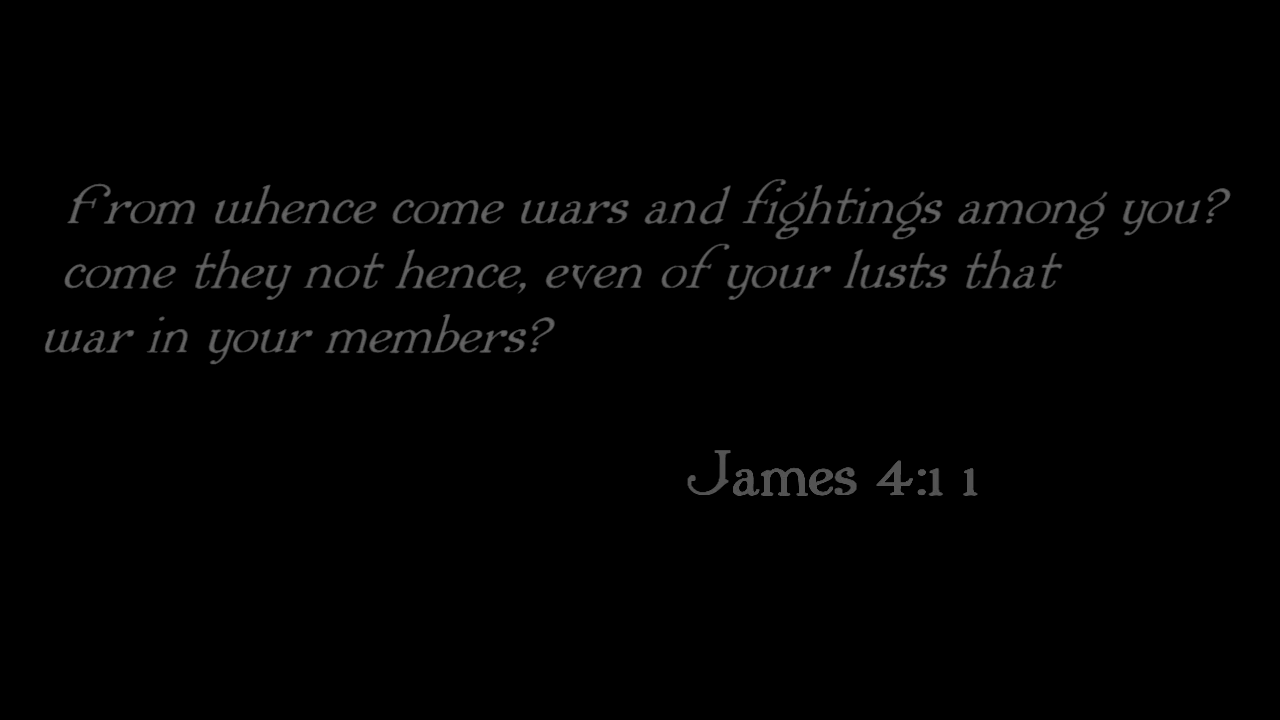 From whence come wars and fightings among you?
come they not hence, even of your lusts that
war in your members?
James 4:1 1